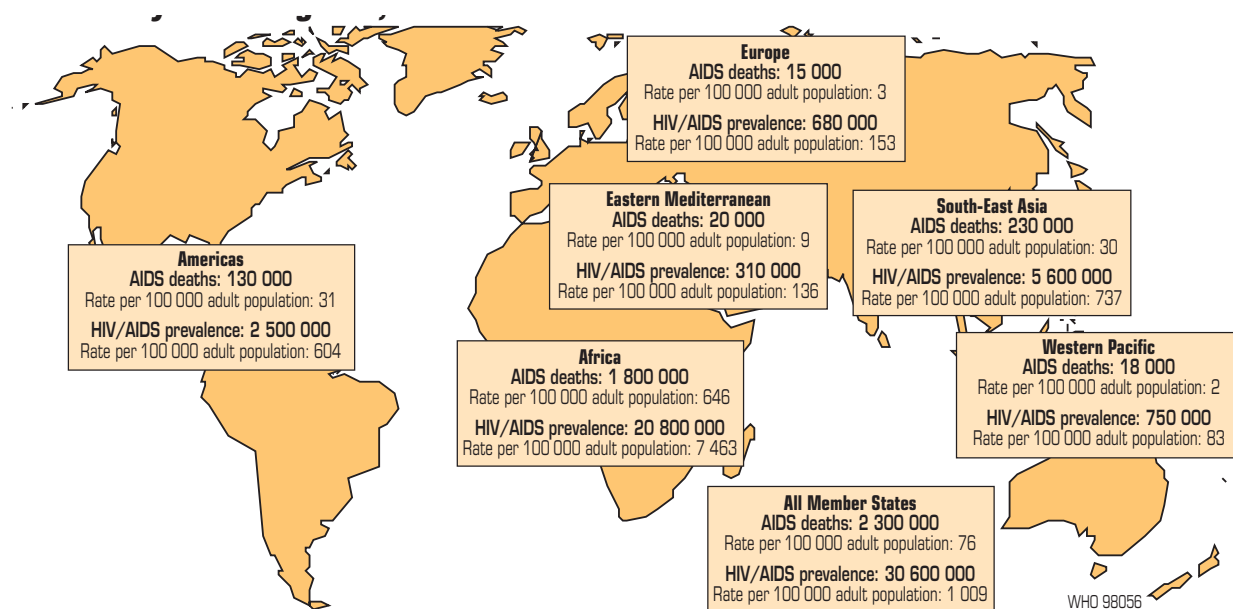 Europe
AIDS deaths: 15 000
Rate per 100 000 adult population: 3
HIV/AIDS prevalence: 680 000
Rate per 100 000 adult population: 153
Eastern Mediterranean
AIDS deaths: 20 000
Rate per 100 000 adult population: 9
HIV/AIDS prevalence: 310 000
Rate per 100 000 adult population: 136
South-East Asia
AIDS deaths: 230 000
Rate per 100 000 adult population: 30
HIV/AIDS prevalence: 5 600 000
Rate per 100 000 adult population: 737
Americas
AIDS deaths: 130 000
Rate per 100 000 adult population: 31
HIV/AIDS prevalence: 2 500 000
Rate per 100 000 adult population: 604
Africa
AIDS deaths: 1 800 000
Rate per 100 000 adult population: 646
HIV/AIDS prevalence: 20 800 000
Rate per 100 000 adult population: 7 463
Western Pacific
AIDS deaths: 18 000
Rate per 100 000 adult population: 2
HIV/AIDS prevalence: 750 000
Rate per 100 000 adult population: 83
All Member States
AIDS deaths: 2 300 000
Rate per 100 000 adult population: 76
HIV/AIDS prevalence: 30 600 000
Rate per 100 000 adult population: 1 009
WHO 98056